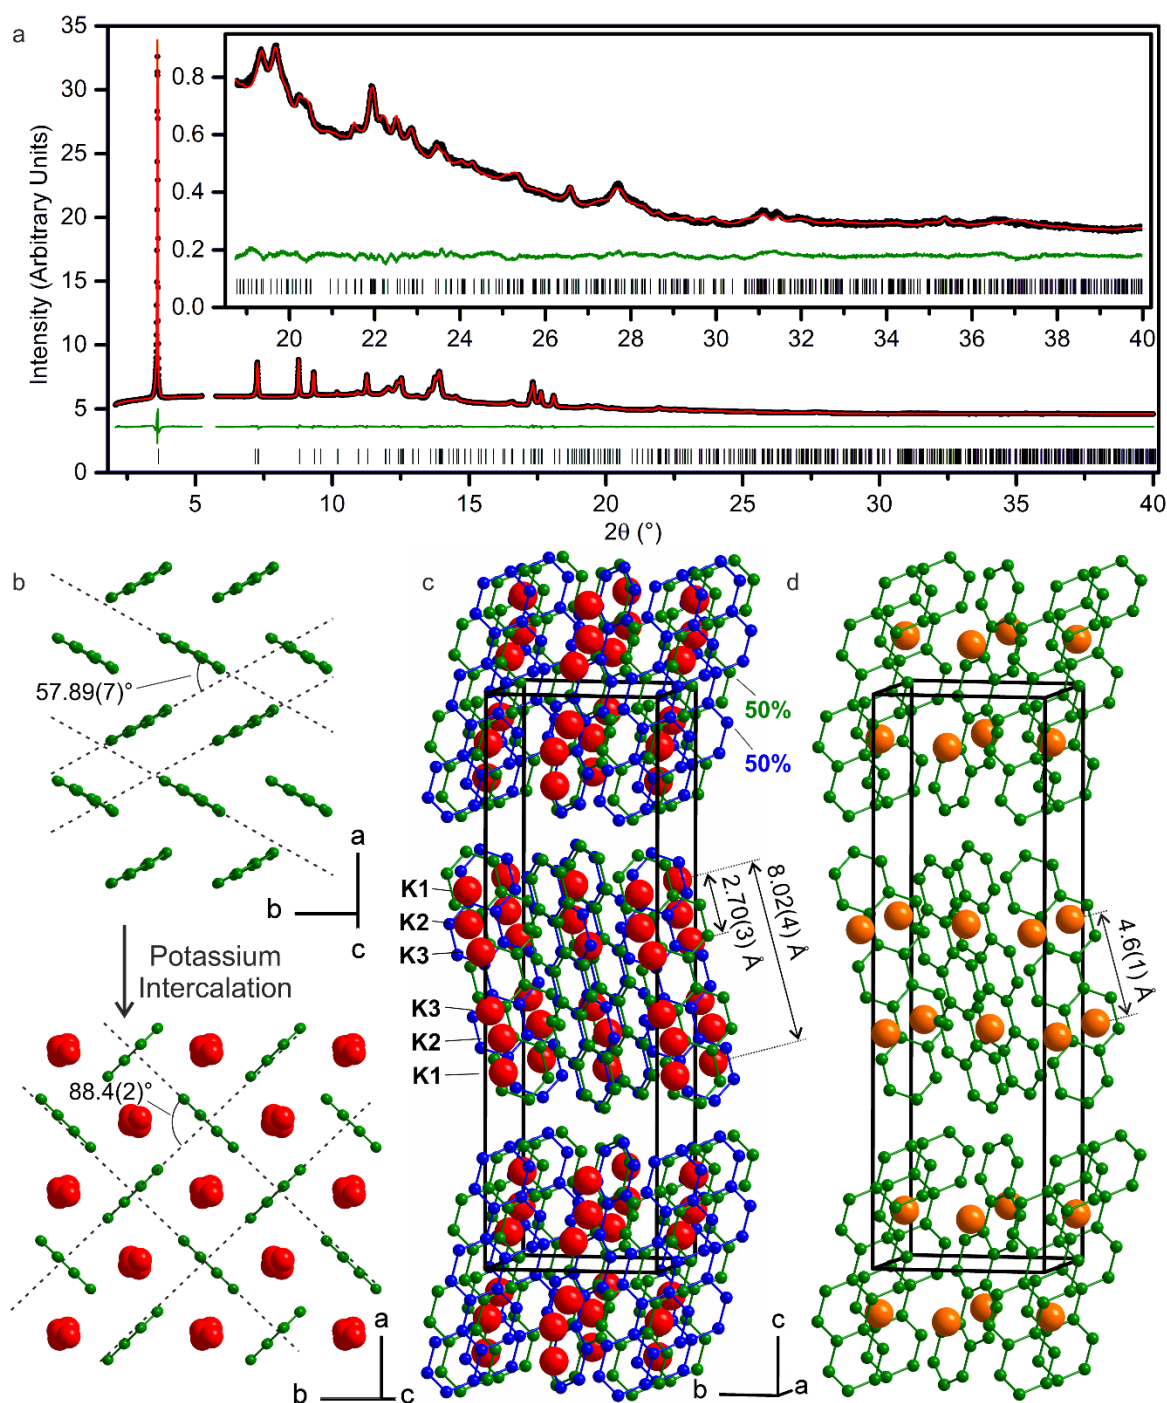 a
Intensity (Arbitrary Units)
35
30
25
20
15
10
5
0
0.8
0.6
0.4
0.2
0.0
20 22 24 26 28 30 32 34 36 38 40
5 10 15 20 25 30 35 40
2θ (°)
b
57.89(7)°
a
b
c
Potassium
Intercalation
88.4(2)°
a
b
c
c
50%
50%
K1
K2
K3
K3
K2
K1
2.70(3) Å
8.02(4) Å
c
b
a
d
4.6(1) Å